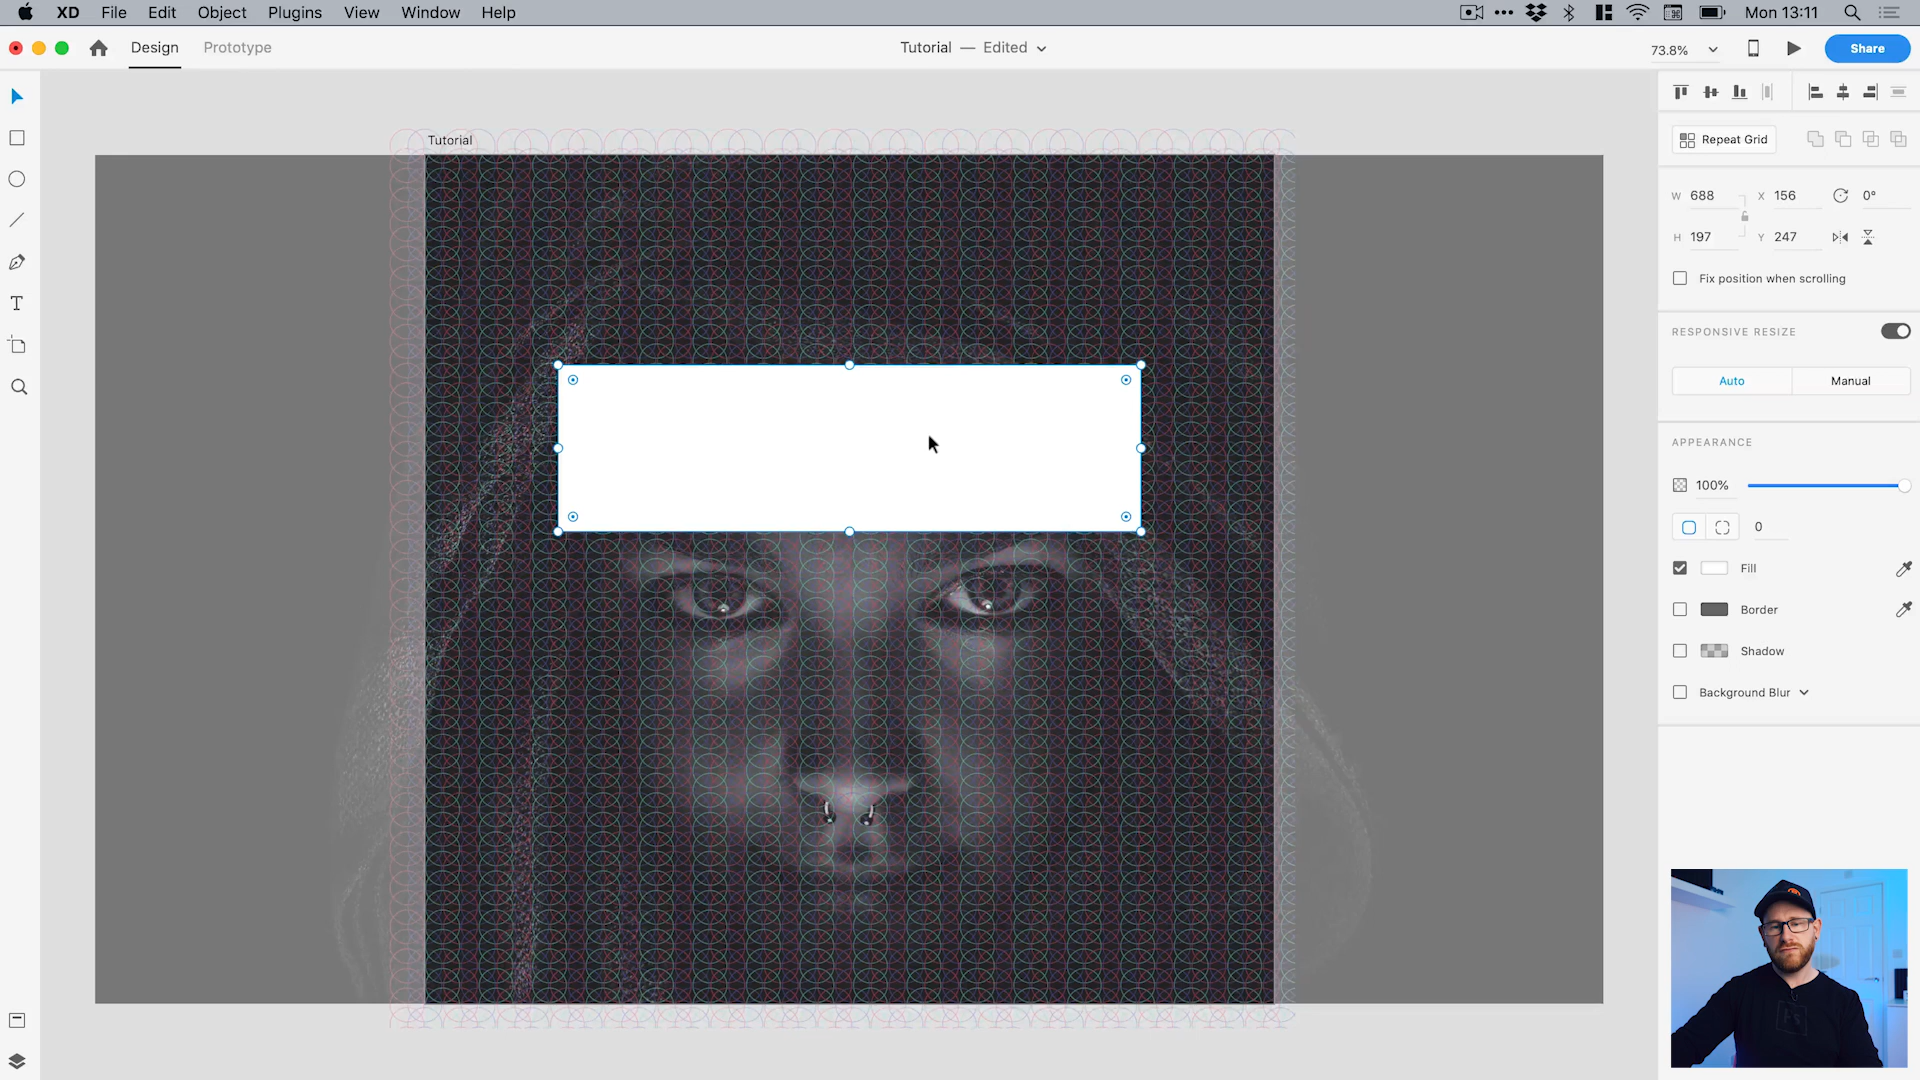 XD File Edit Object Plugins View Window Help
Mon 13:11
Design Prototype
Tutorial — Edited
73.8%
Share
Tutorial
Repeat Grid
W 688 X 156 0°
H 197 Y 247
Fix position when scrolling
RESPONSIVE RESIZE
Auto Manual
APPEARANCE
100%
0
Fill
Border
Shadow
Background Blur